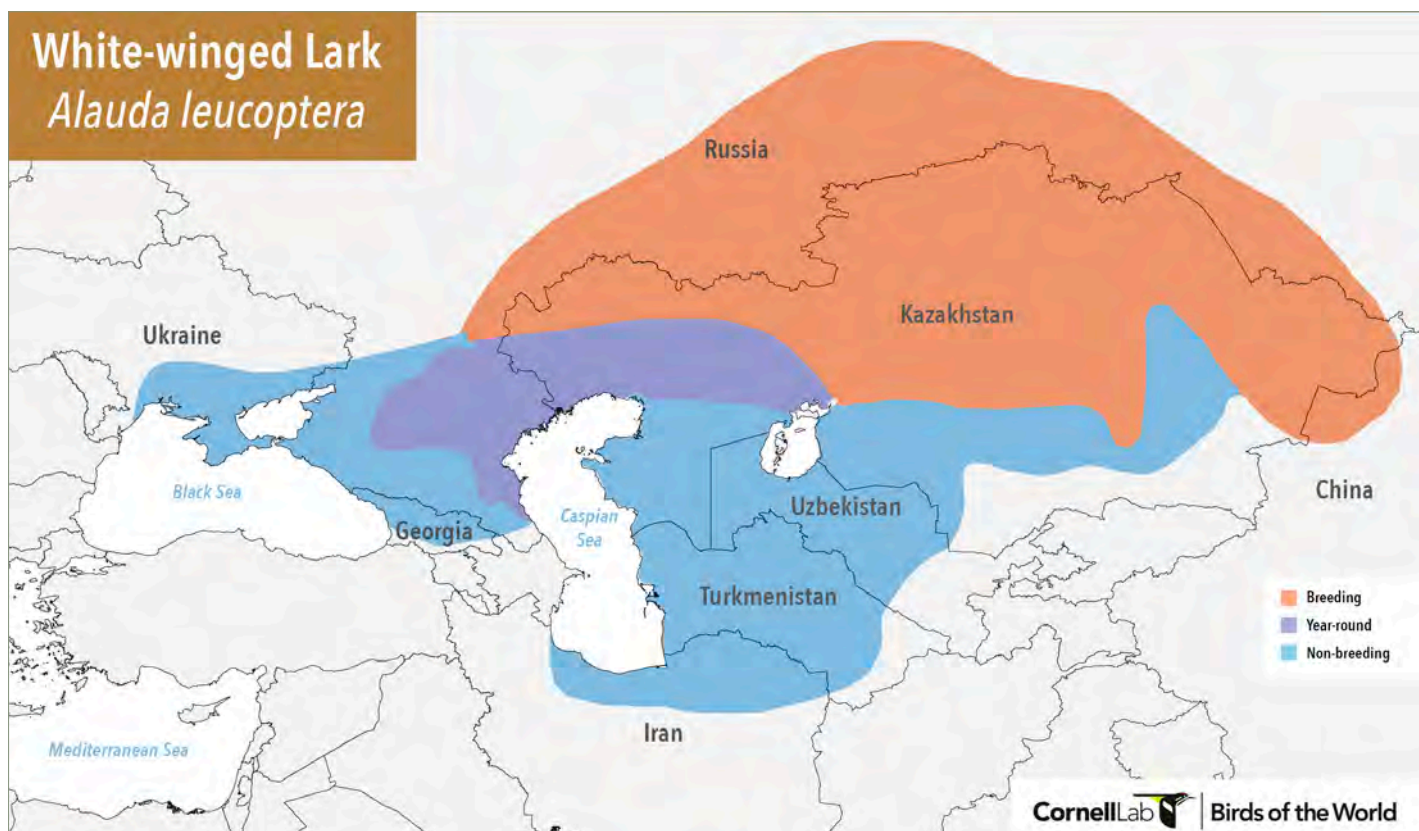 White-winged Lark
Alauda leucoptera
Russia
Kazakhstan
Ukraine
Black Sea
Georgia
Caspian
Sea
Uzbekistan
China
Turkmenistan
Breeding
Year-round
Non-breeding
Iran
Mediterranean Sea
CornellLab Birds of the World